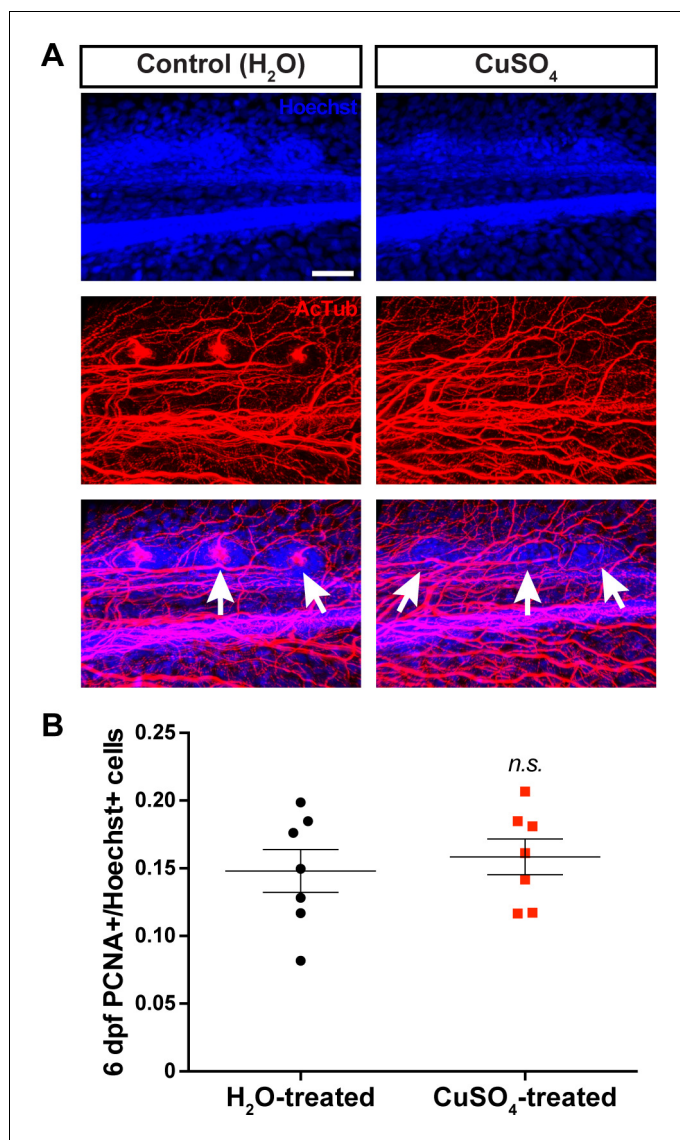 A
Control (H₂O)
CuSO₄
Hoechst
AcTub
B
0.25
0.20
0.15
0.10
0.05
0
6 dpf PCNA+/Hoechst+ cells
n.s.
H₂O-treated
CuSO₄-treated